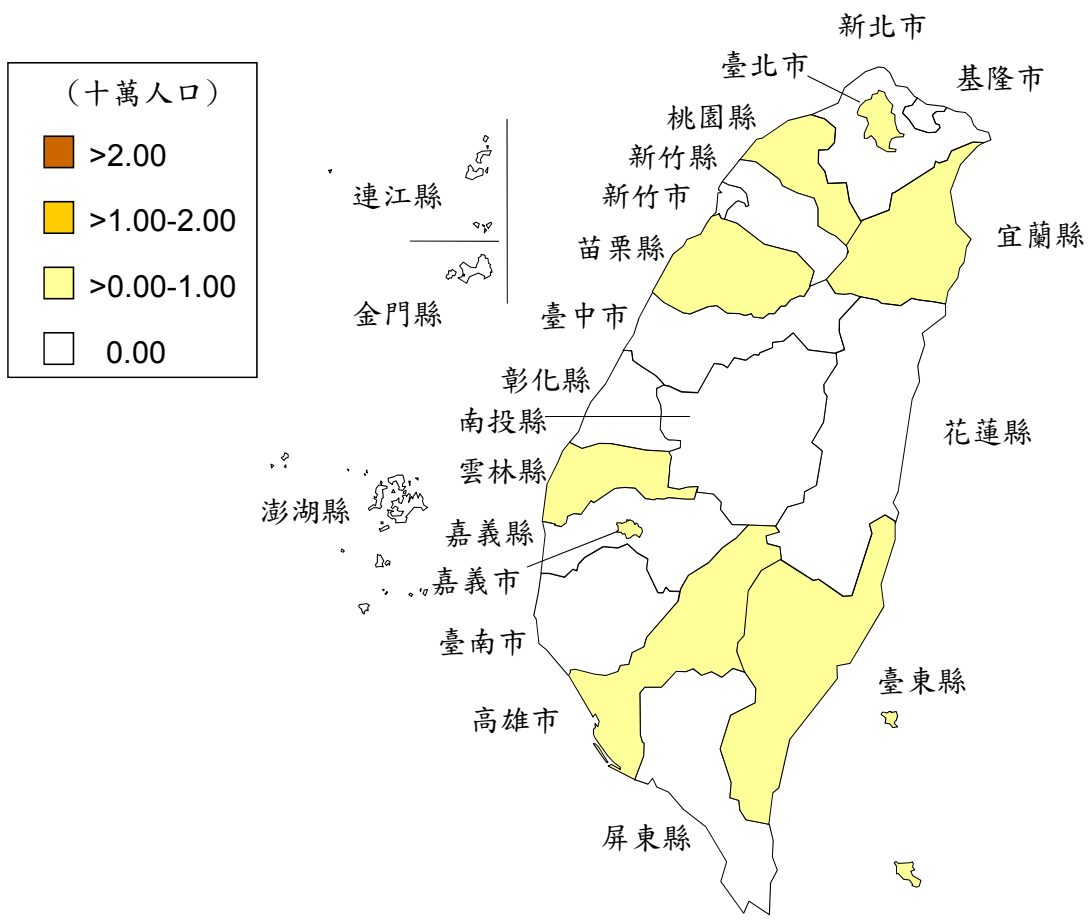 （十萬人口）
>2.00
>1.00-2.00
>0.00-1.00
0.00
新北市
臺北市
基隆市
桃園縣
新竹縣
新竹市
連江縣
宜蘭縣
苗栗縣
金門縣
臺中市
彰化縣
南投縣
花蓮縣
雲林縣
澎湖縣
嘉義縣
嘉義市
臺南市
臺東縣
高雄市
屏東縣